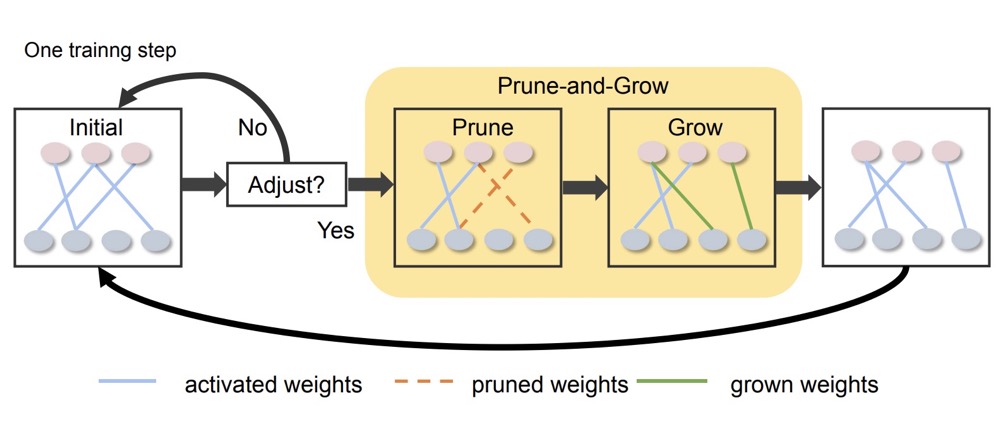 One trainng step
Prune-and-Grow
Initial
No
Prune
Grow
Adjust?
Yes
activated weights
pruned weights
grown weights